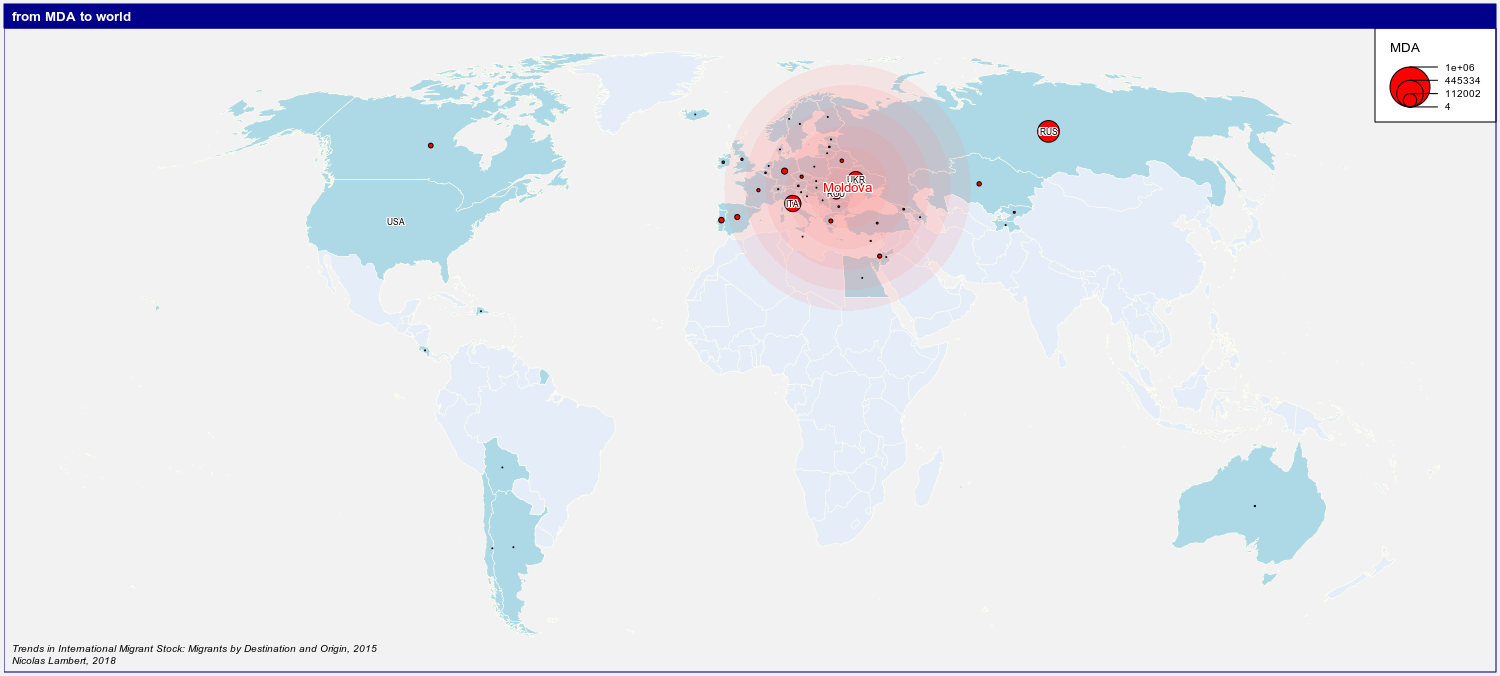 from MDA to world
MDA
1e+06
445334
112002
4
RUS
UKR
Moldova
ROU
ITA
USA
Trends in International Migrant Stock: Migrants by Destination and Origin, 2015
Nicolas Lambert, 2018